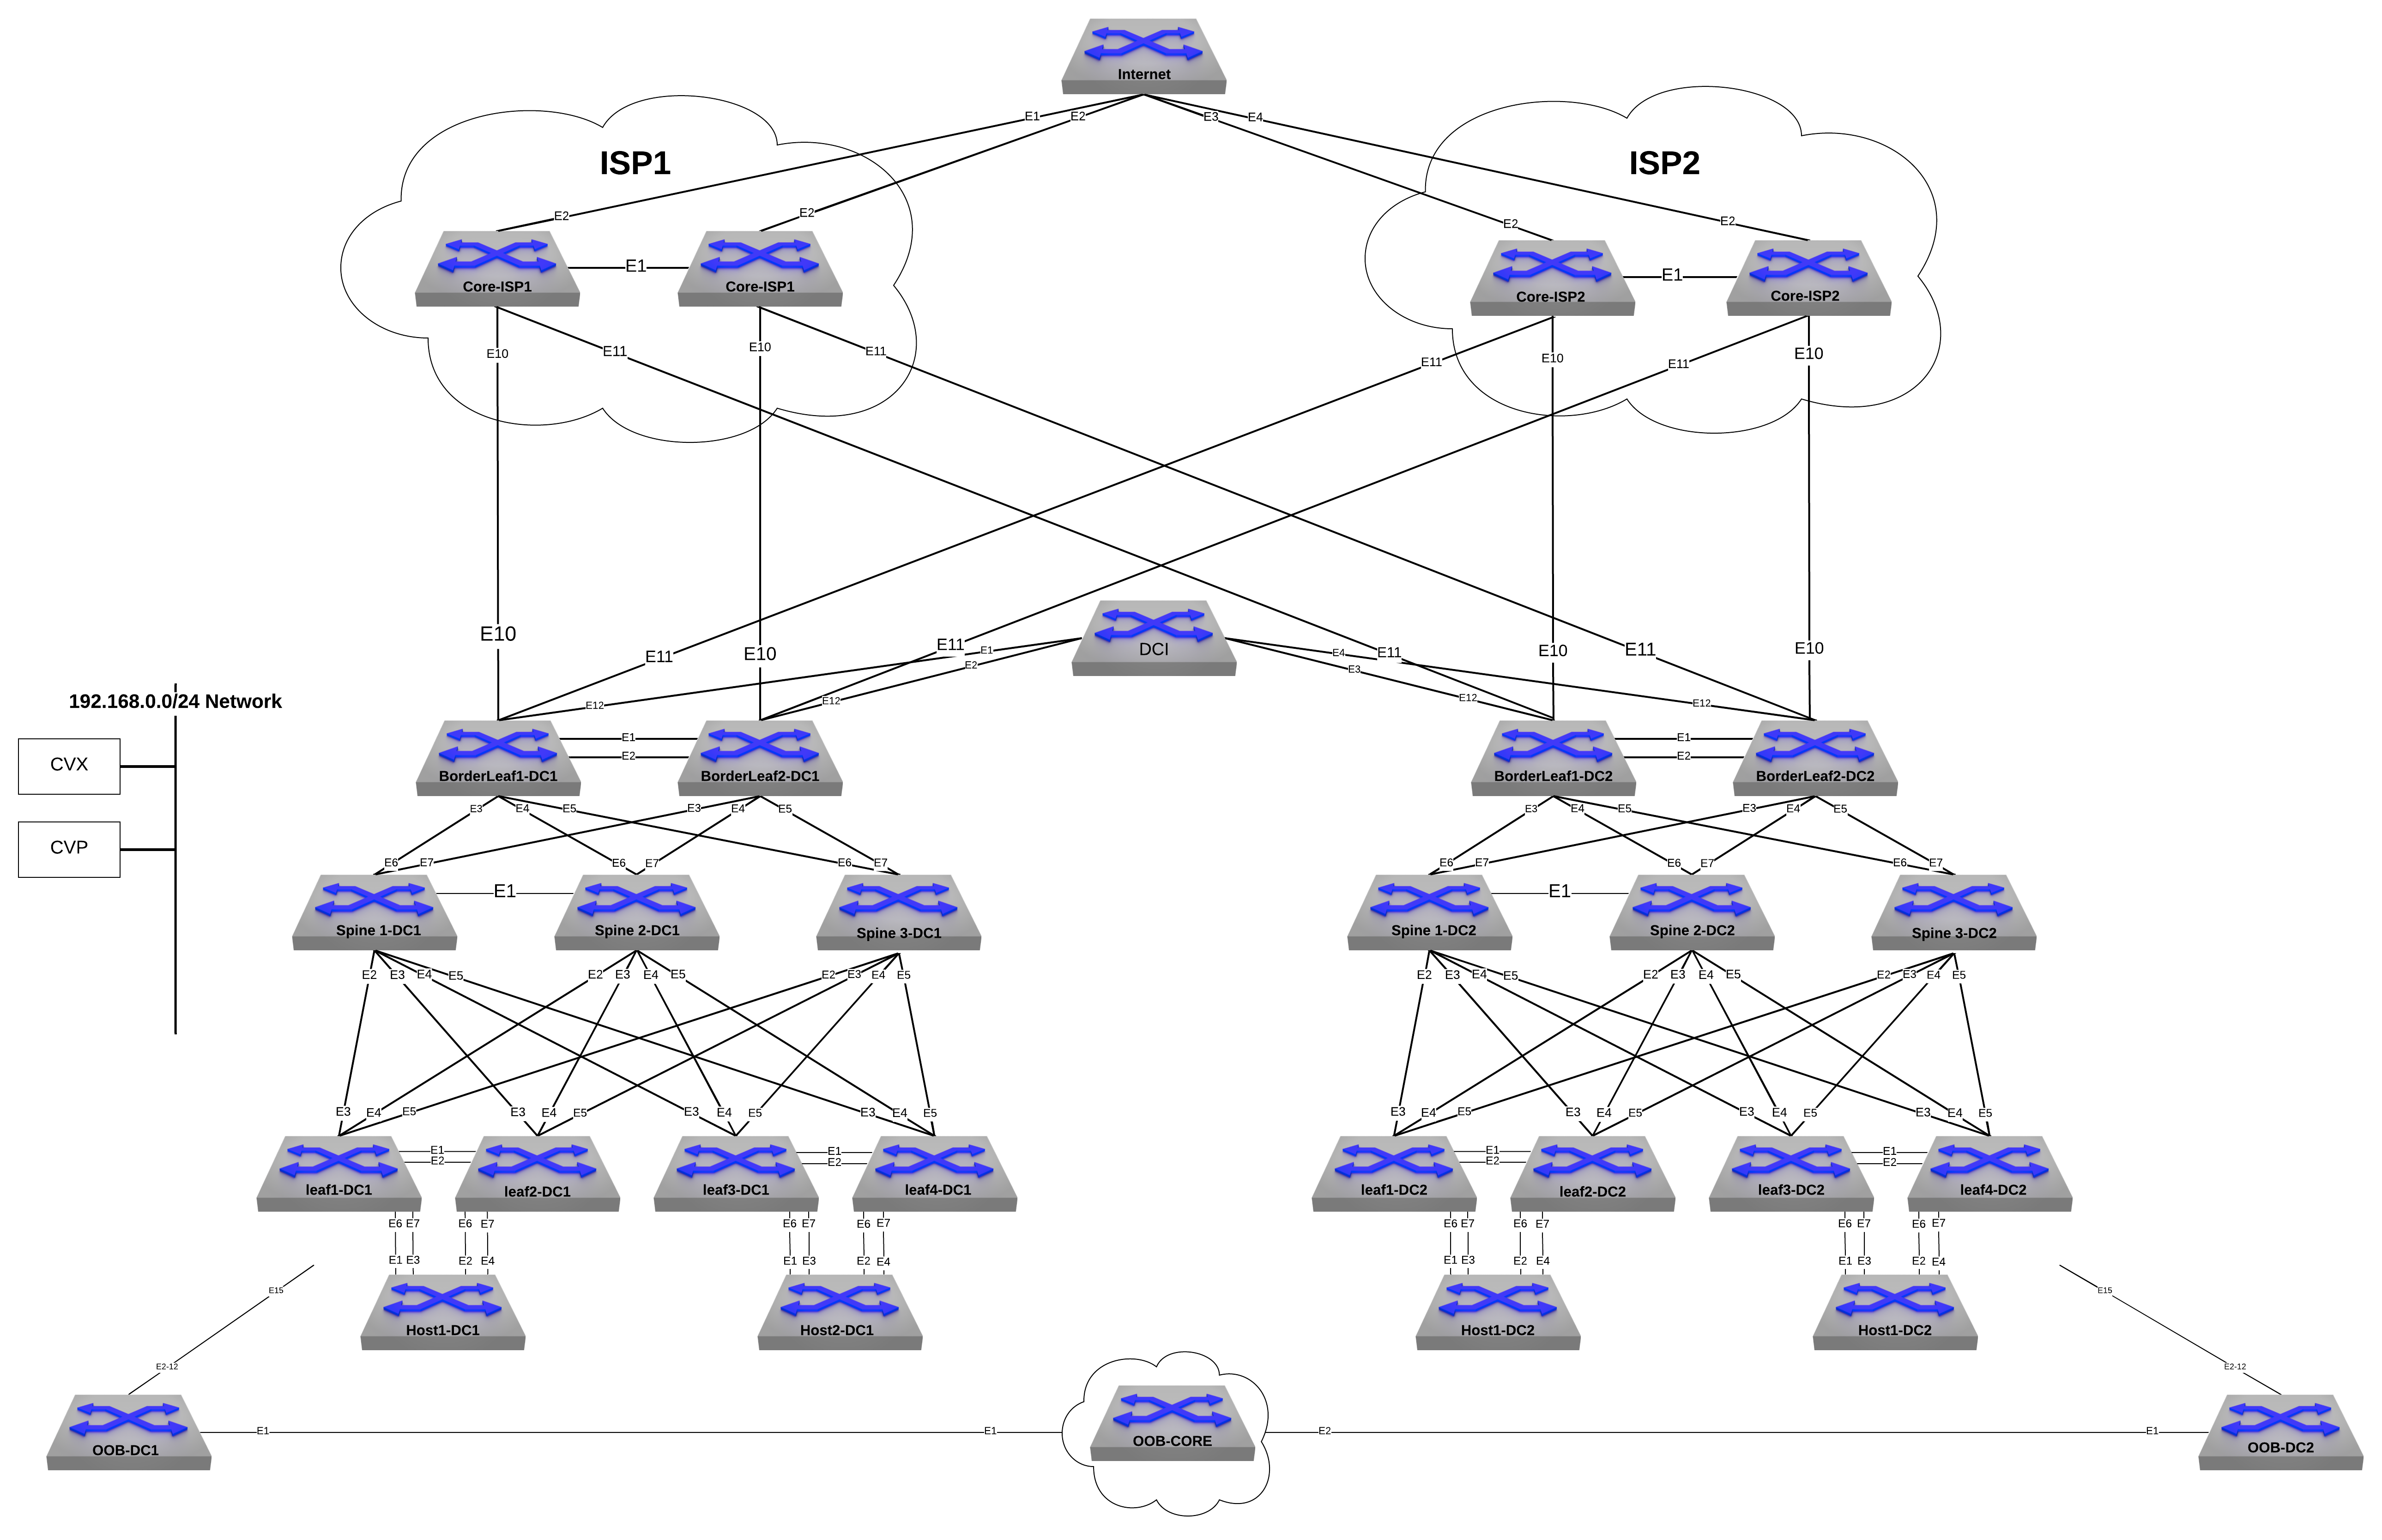 Internet
E1
E2
E3
E4
ISP1
ISP2
E2
E2
E2
E2
Core-ISP1
E1
Core-ISP1
Core-ISP2
E1
Core-ISP2
E10
E11
E10
E11
E11
E10
E11
E10
E10
E11
E10
E11
E1
E2
DCI
E4
E3
E11
E10
E11
E10
E12
E12
E12
E12
192.168.0.0/24 Network
CVX
CVP
BorderLeaf1-DC1
E1
E2
BorderLeaf2-DC1
BorderLeaf1-DC2
E1
E2
BorderLeaf2-DC2
E3
E4
E5
E3
E4
E5
E3
E4
E5
E3
E4
E5
E6
E7
E6
E7
E6
E7
E6
E7
E6
E7
E6
E7
Spine 1-DC1
E1
Spine 2-DC1
Spine 3-DC1
Spine 1-DC2
E1
Spine 2-DC2
Spine 3-DC2
E2
E3
E4
E5
E2
E3
E4
E5
E2
E3
E4
E5
E2
E3
E4
E5
E2
E3
E4
E5
E2
E3
E4
E5
E3
E4
E5
E3
E4
E5
E3
E4
E5
E3
E4
E5
E3
E4
E5
E3
E4
E5
E3
E4
E5
E3
E4
E5
leaf1-DC1
E1
E2
leaf2-DC1
leaf3-DC1
E1
E2
leaf4-DC1
leaf1-DC2
E1
E2
leaf2-DC2
leaf3-DC2
E1
E2
leaf4-DC2
E6
E7
E6
E7
E6
E7
E6
E7
E6
E7
E6
E7
E6
E7
E6
E7
E1
E3
E2
E4
E1
E3
E2
E4
E1
E3
E2
E4
E1
E3
E2
E4
E15
E15
Host1-DC1
Host2-DC1
Host1-DC2
Host1-DC2
E2-12
E2-12
OOB-DC1
E1
E1
OOB-CORE
E2
E1
OOB-DC2